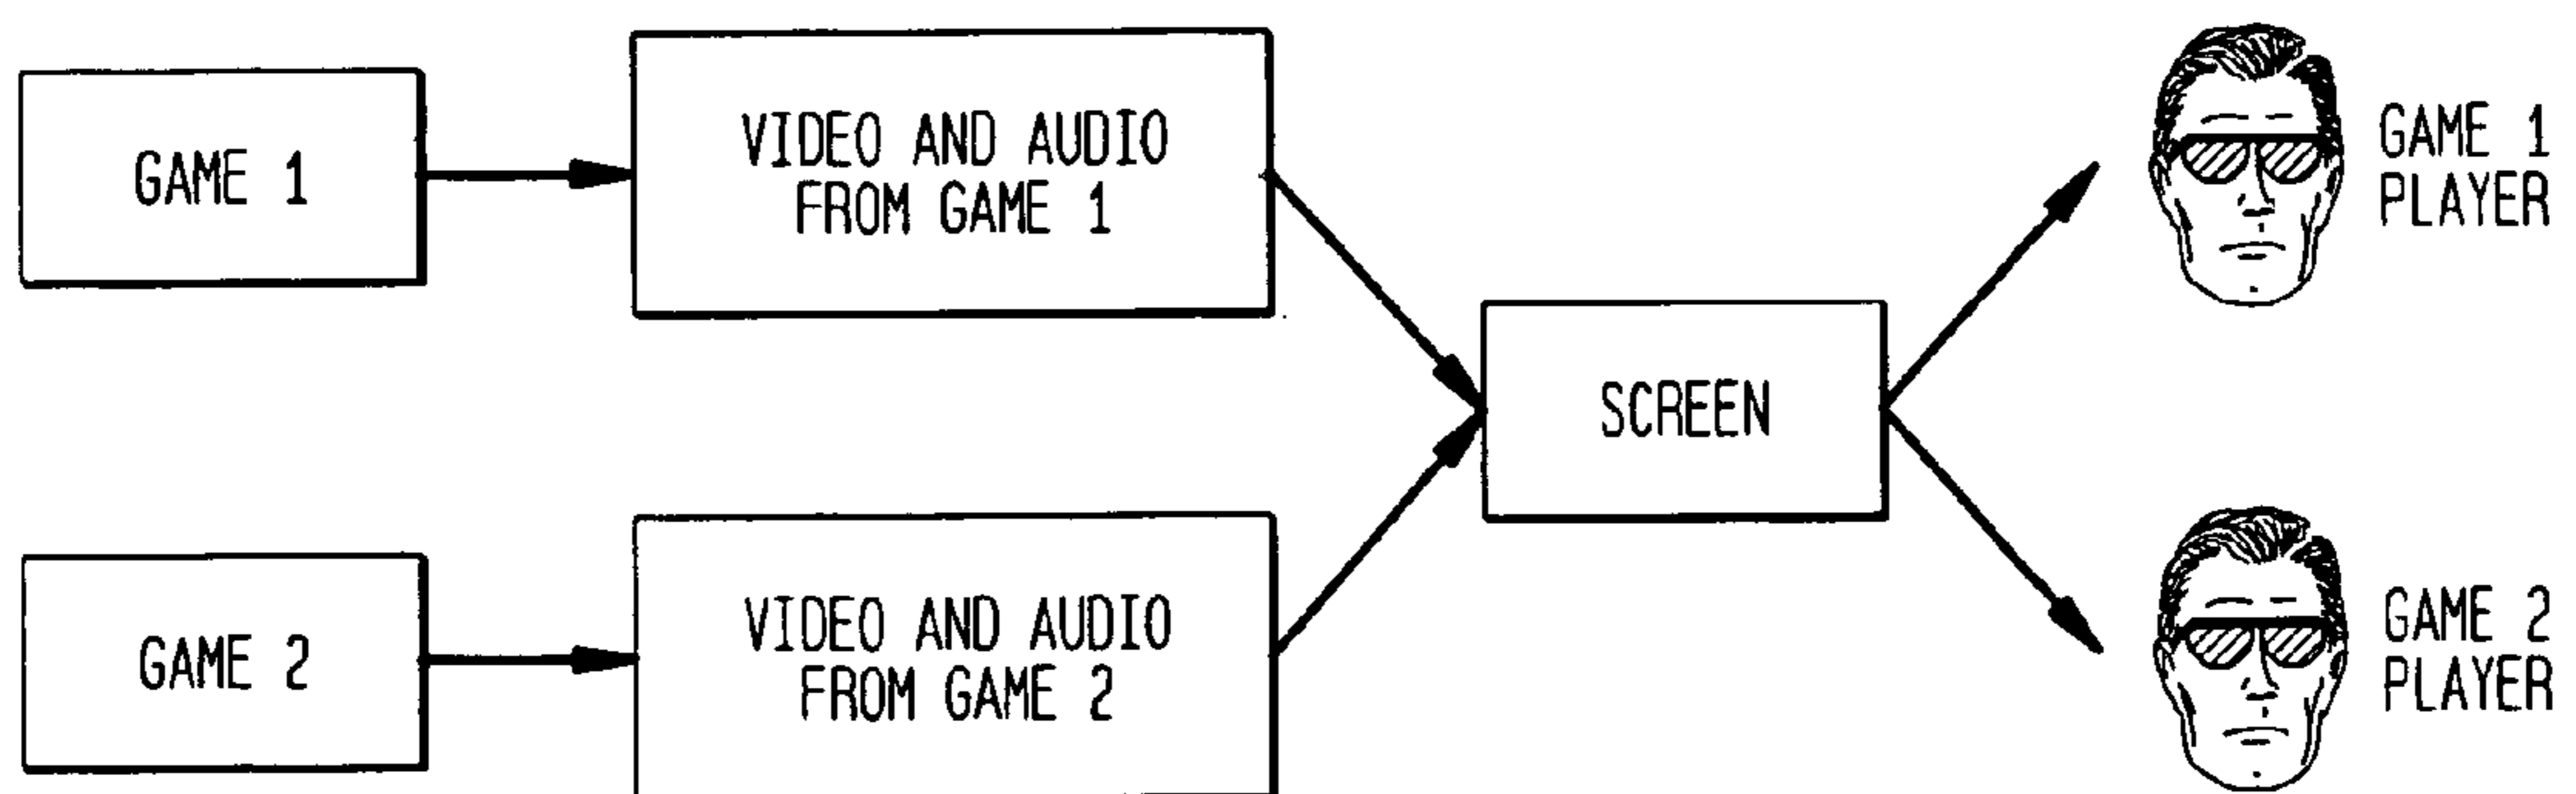 GAME 1
VIDEO AND AUDIO
FROM GAME 1
GAME 1
PLAYER
SCREEN
GAME 2
VIDEO AND AUDIO
FROM GAME 2
GAME 2
PLAYER